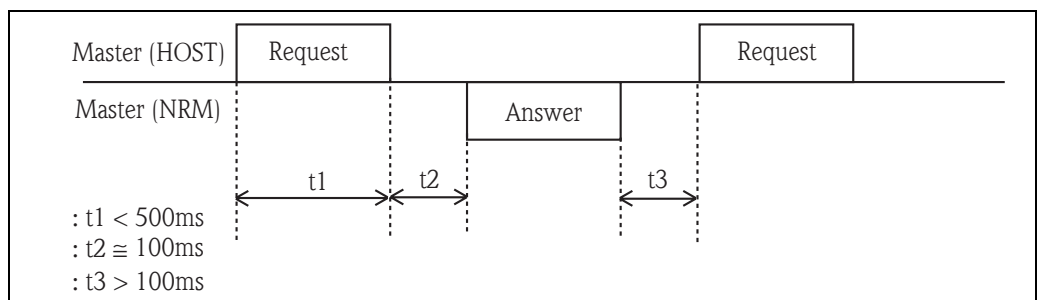 Master (HOST) Request Request
Master (NRM) Answer
t1 t2 t3
: t1 < 500ms
: t2 ≅ 100ms
: t3 > 100ms